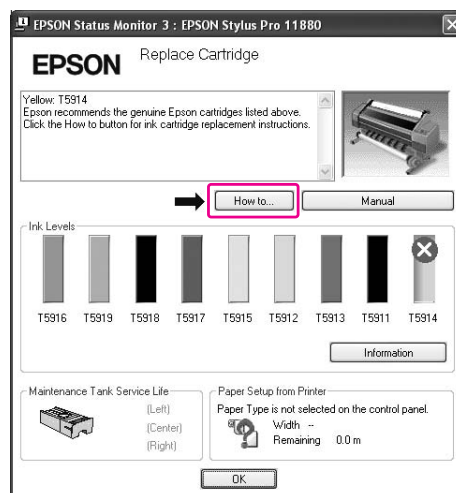 EPSON Status Monitor 3 : EPSON Stylus Pro 11880
EPSON
Replace Cartridge
Yellow: T5914
Epson recommends the genuine Epson cartridges listed above.
Click the How to button for ink cartridge replacement instructions.
How to...
Manual
Ink Levels
T5916 T5919 T5918 T5917 T5915 T5912 T5913 T5911 T5914
Information
Maintenance Tank Service Life
(Left)
(Center)
(Right)
Paper Setup from Printer
Paper Type is not selected on the control panel.
Width --
Remaining 0.0 m
OK